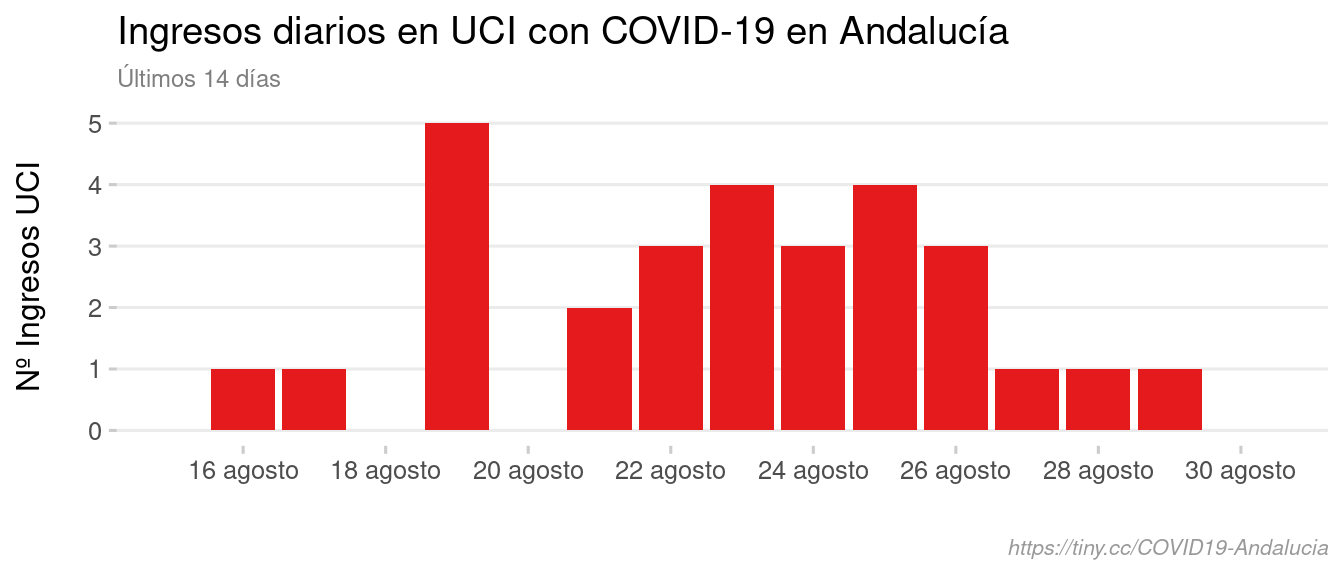 Ingresos diarios en UCI con COVID-19 en Andalucía
Últimos 14 días
Nº Ingresos UCI
5
4
3
2
1
0
16 agosto 18 agosto 20 agosto 22 agosto 24 agosto 26 agosto 28 agosto 30 agosto
https://tiny.cc/COVID19-Andalucia